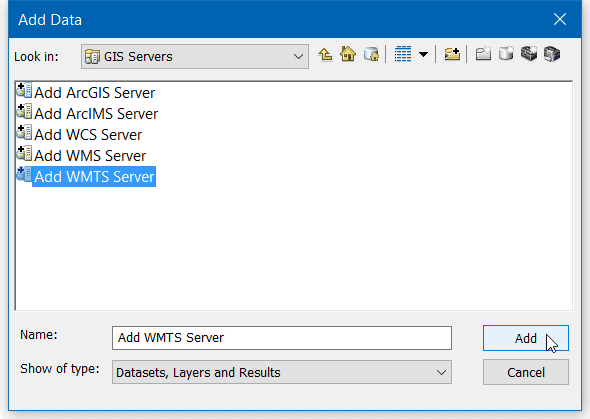 Add Data
Look in: GIS Servers
Add ArcGIS Server
Add ArcIMS Server
Add WCS Server
Add WMS Server
Add WMTS Server
Name: Add WMTS Server Add
Show of type: Datasets, Layers and Results Cancel